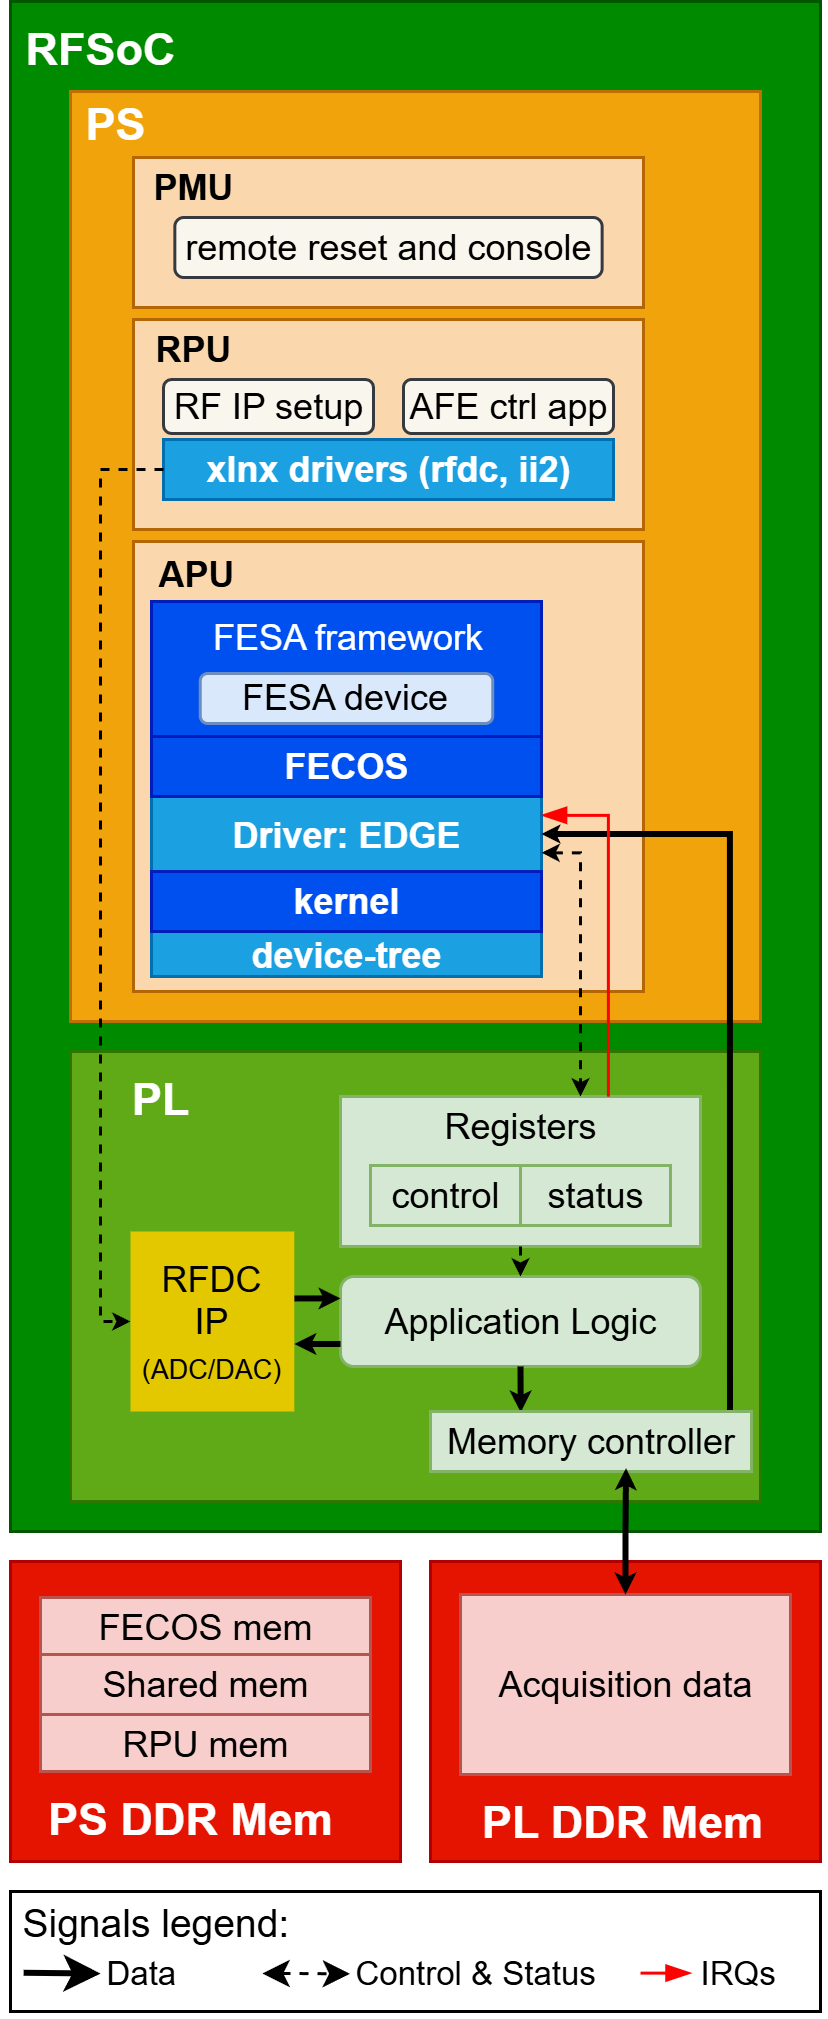 RFSoC
PS
PMU
remote reset and console
RPU
RF IP setup
AFE ctrl app
xlnx drivers (rfdc, ii2)
APU
FESA framework
FESA device
FECOS
Driver: EDGE
kernel
device-tree
PL
Registers
control
status
RFDC
IP
(ADC/DAC)
Application Logic
Memory controller
FECOS mem
Shared mem
RPU mem
PS DDR Mem
Acquisition data
PL DDR Mem
Signals legend:
Data
Control & Status
IRQs